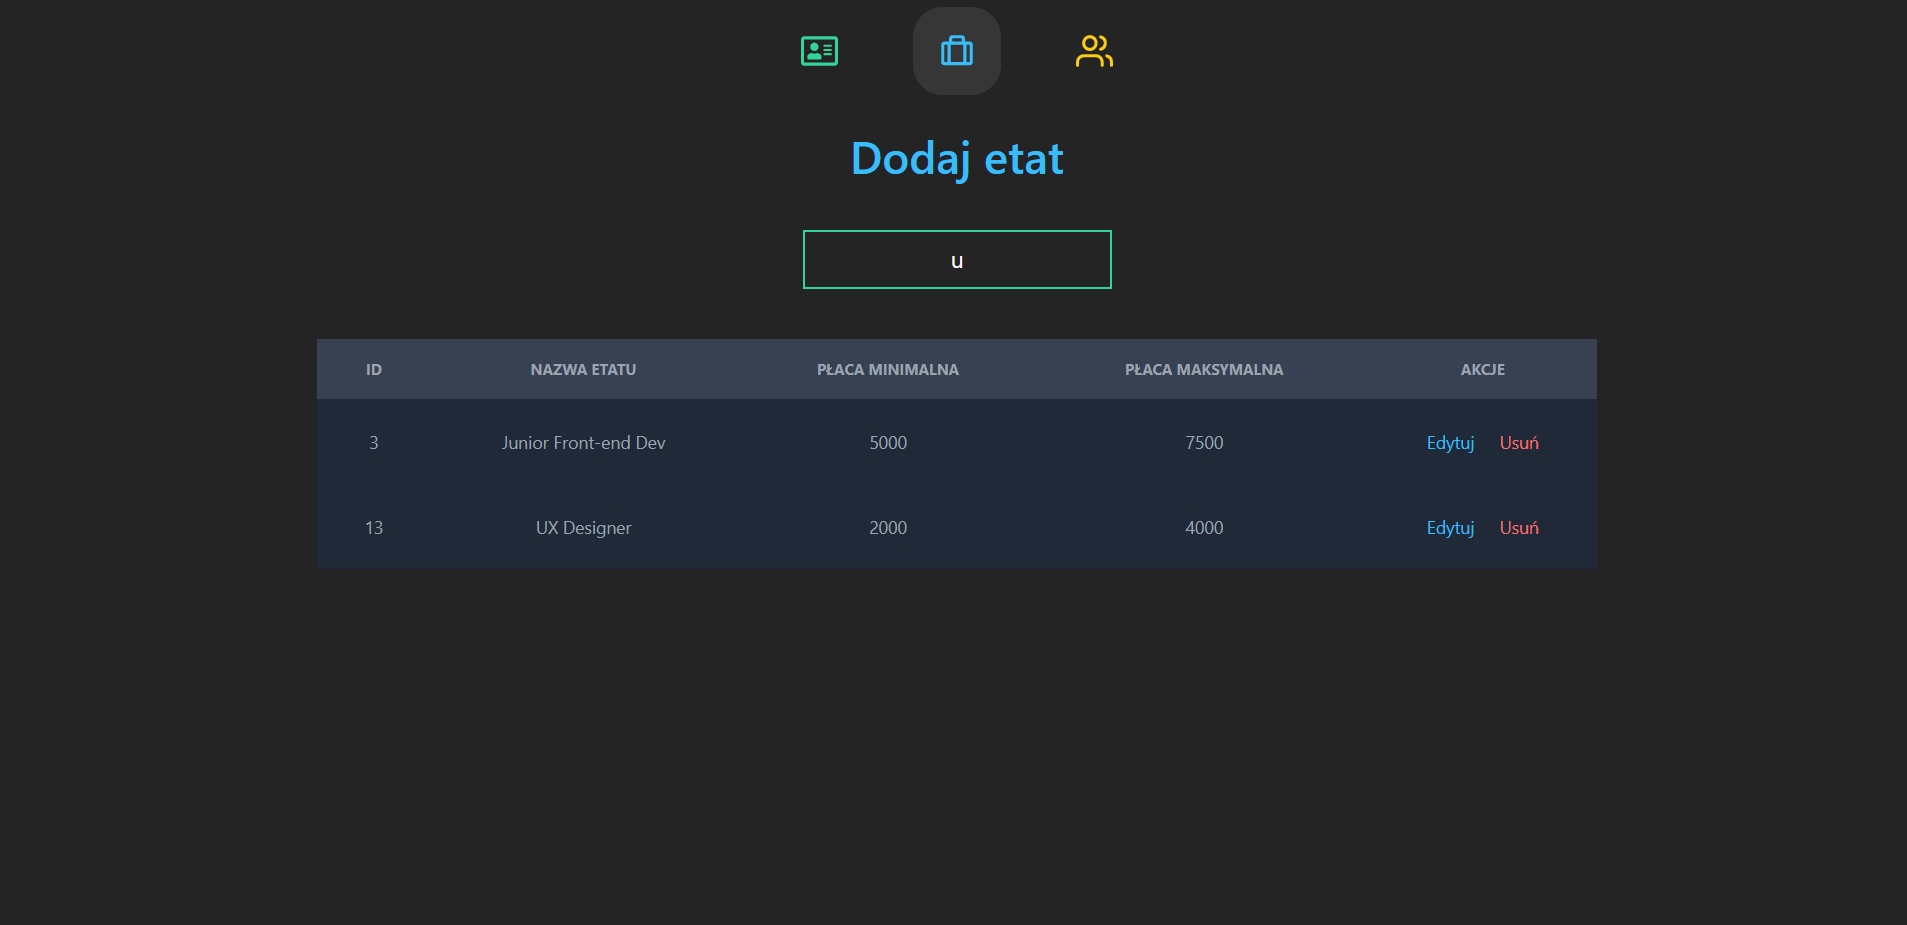 Dodaj etat
u
ID NAZWA ETATU PŁACA MINIMALNA PŁACA MAKSYMALNA AKCJE
3 Junior Front-end Dev 5000 7500 Edytuj Usuń
13 UX Designer 2000 4000 Edytuj Usuń